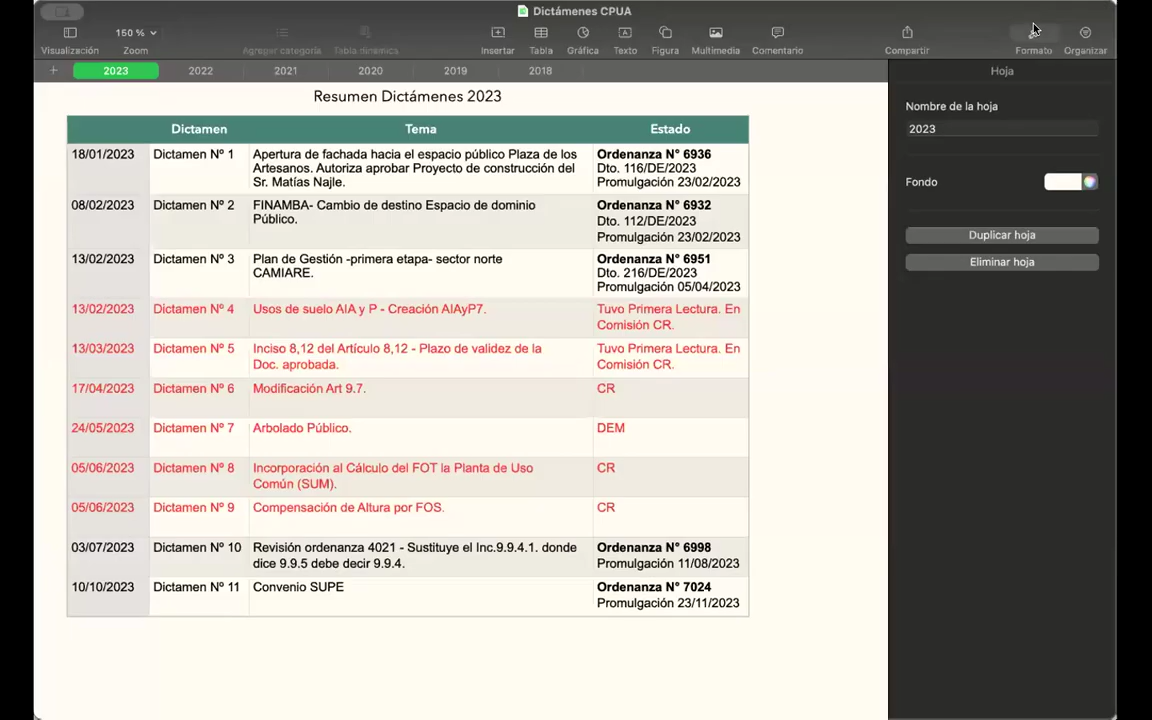 Dictámenes CPUA
150 %
Visualización
Zoom
Agregar categoría
Tabla dinámica
Insertar
Tabla
Gráfica
Texto
Figura
Multimedia
Comentario
Compartir
Formato
Organizar
2023
2022
2021
2020
2019
2018
Hoja
Nombre de la hoja
2023
Fondo
Duplicar hoja
Eliminar hoja
Resumen Dictámenes 2023
Dictamen Tema Estado
18/01/2023 Dictamen Nº 1 Apertura de fachada hacia el espacio público Plaza de los Ordenanza N° 6936
Artesanos. Autoriza aprobar Proyecto de construcción del Dto. 116/DE/2023
Sr. Matías Najle. Promulgación 23/02/2023
08/02/2023 Dictamen Nº 2 FINAMBA- Cambio de destino Espacio de dominio Ordenanza N° 6932
Público. Dto. 112/DE/2023
Promulgación 23/02/2023
13/02/2023 Dictamen Nº 3 Plan de Gestión -primera etapa- sector norte Ordenanza N° 6951
CAMIARE. Dto. 216/DE/2023
Promulgación 05/04/2023
13/02/2023 Dictamen Nº 4 Usos de suelo AIA y P - Creación AIAyP7. Tuvo Primera Lectura. En
Comisión CR.
13/03/2023 Dictamen Nº 5 Inciso 8,12 del Artículo 8,12 - Plazo de validez de la Tuvo Primera Lectura. En
Doc. aprobada. Comisión CR.
17/04/2023 Dictamen Nº 6 Modificación Art 9.7. CR
24/05/2023 Dictamen Nº 7 Arbolado Público. DEM
05/06/2023 Dictamen Nº 8 Incorporación al Cálculo del FOT la Planta de Uso CR
Común (SUM).
05/06/2023 Dictamen Nº 9 Compensación de Altura por FOS. CR
03/07/2023 Dictamen Nº 10 Revisión ordenanza 4021 - Sustituye el Inc.9.9.4.1. donde Ordenanza N° 6998
dice 9.9.5 debe decir 9.9.4. Promulgación 11/08/2023
10/10/2023 Dictamen Nº 11 Convenio SUPE Ordenanza N° 7024
Promulgación 23/11/2023